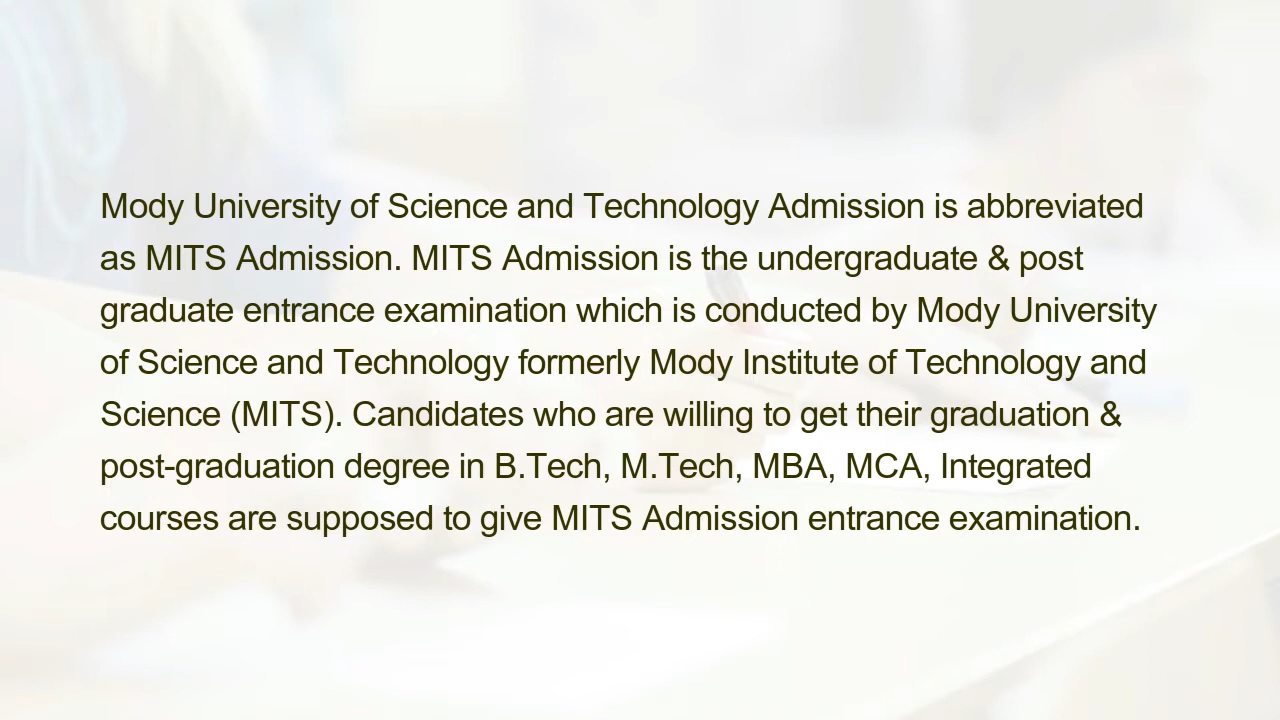 Mody University of Science and Technology Admission is abbreviated
as MITS Admission. MITS Admission is the undergraduate & post
graduate entrance examination which is conducted by Mody University
of Science and Technology formerly Mody Institute of Technology and
Science (MITS). Candidates who are willing to get their graduation &
post-graduation degree in B.Tech, M.Tech, MBA, MCA, Integrated
courses are supposed to give MITS Admission entrance examination.